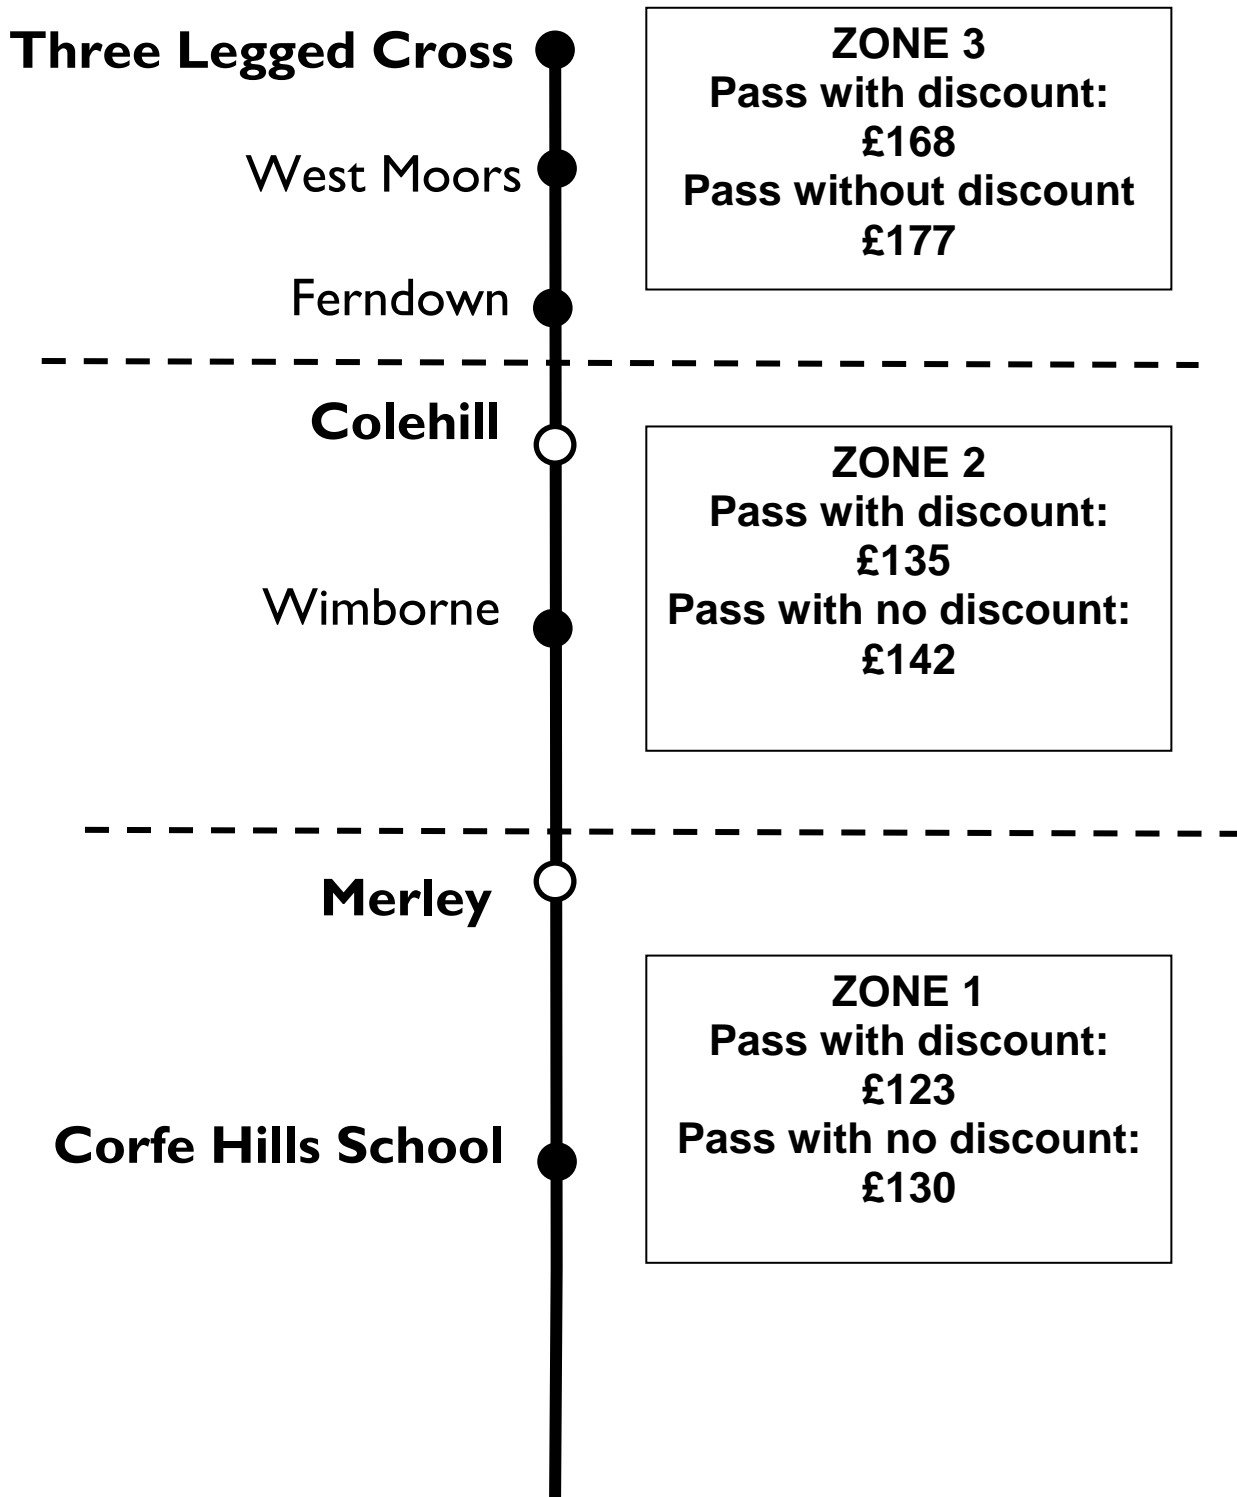 Three Legged Cross
West Moors
Ferndown
ZONE 3
Pass with discount:
£168
Pass without discount
£177
Colehill
Wimborne
ZONE 2
Pass with discount:
£135
Pass with no discount:
£142
Merley
Corfe Hills School
ZONE 1
Pass with discount:
£123
Pass with no discount:
£130